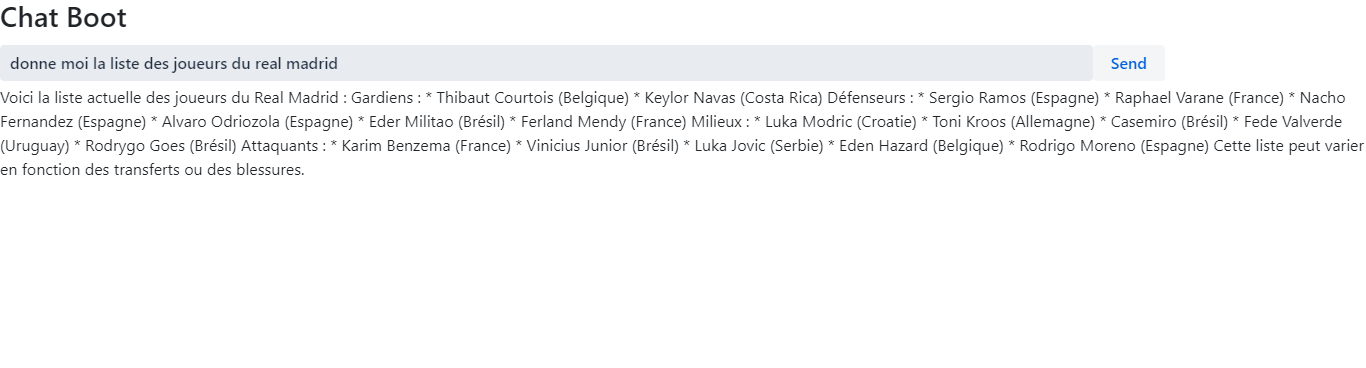 Chat Boot
donne moi la liste des joueurs du real madrid Send
Voici la liste actuelle des joueurs du Real Madrid : Gardiens : * Thibaut Courtois (Belgique) * Keylor Navas (Costa Rica) Défenseurs : * Sergio Ramos (Espagne) * Raphael Varane (France) * Nacho
Fernandez (Espagne) * Alvaro Odriozola (Espagne) * Eder Militao (Brésil) * Ferland Mendy (France) Milieux : * Luka Modric (Croatie) * Toni Kroos (Allemagne) * Casemiro (Brésil) * Fede Valverde
(Uruguay) * Rodrygo Goes (Brésil) Attaquants : * Karim Benzema (France) * Vinicius Junior (Brésil) * Luka Jovic (Serbie) * Eden Hazard (Belgique) * Rodrigo Moreno (Espagne) Cette liste peut varier
en fonction des transferts ou des blessures.